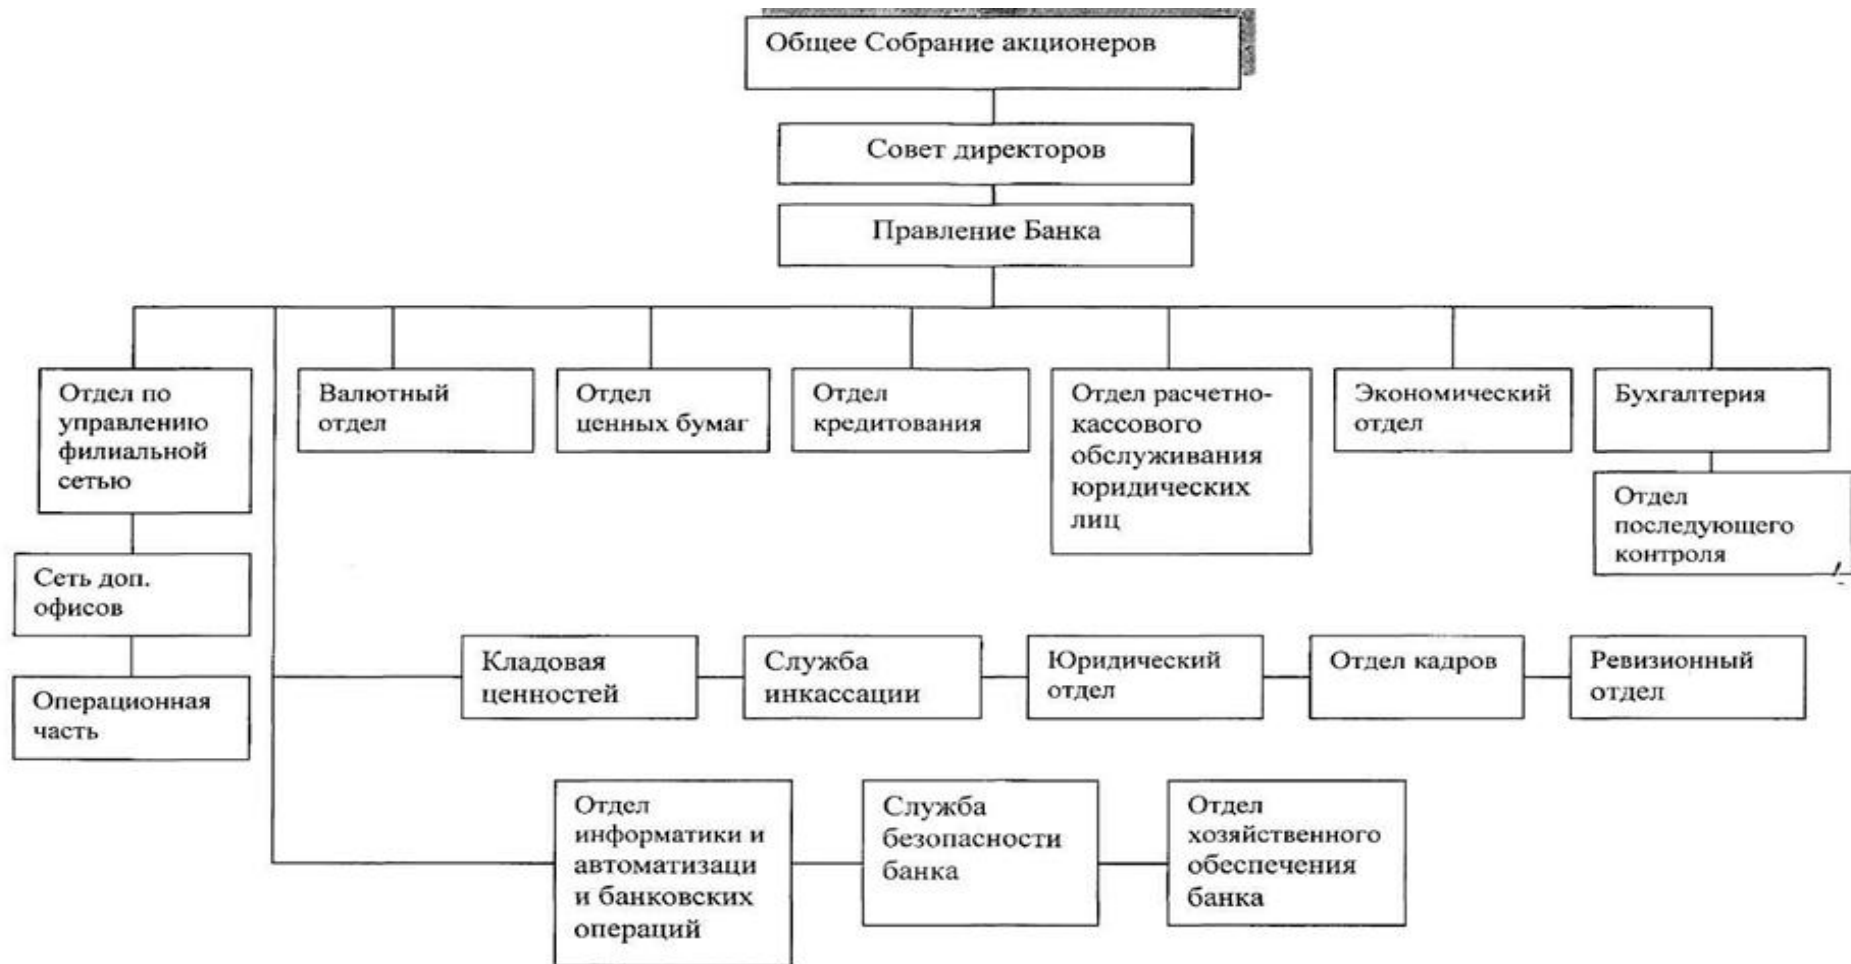 Общее Собрание акционеров
Совет директоров
Правление Банка
Отдел по
управлению
филиальной
сетью
Валютный
отдел
Отдел
ценных бумаг
Отдел
кредитования
Отдел расчетно-
кассового
обслуживания
юридических
лиц
Экономический
отдел
Бухгалтерия
Отдел
последующего
контроля
Сеть доп.
офисов
Операционная
часть
Кладовая
ценностей
Служба
инкассации
Юридический
отдел
Отдел кадров
Ревизионный
отдел
Отдел
информатики и
автоматизаци
и банковских
операций
Служба
безопасности
банка
Отдел
хозяйственного
обеспечения
банка